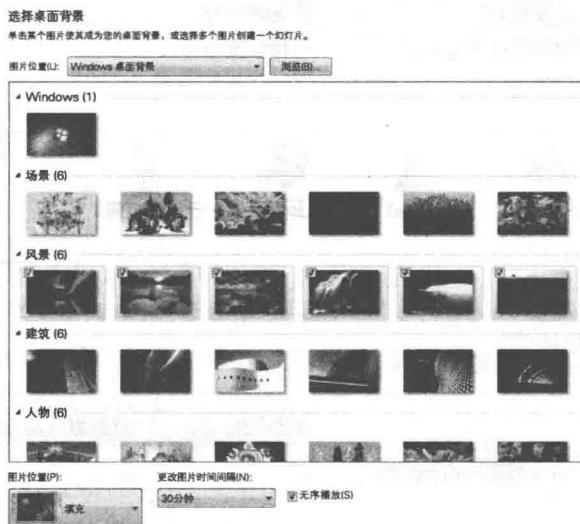 选择桌面背景
单击某个图片使其成为您的桌面背景，或选择多个图片创建一个幻灯片。
图片位置(L): Windows 桌面背景 浏览(B)...
Windows (1)
场景 (6)
风景 (6)
建筑 (6)
人物 (6)
图片位置(P): 更改图片时间间隔(N):
填充 30分钟 无序播放(S)